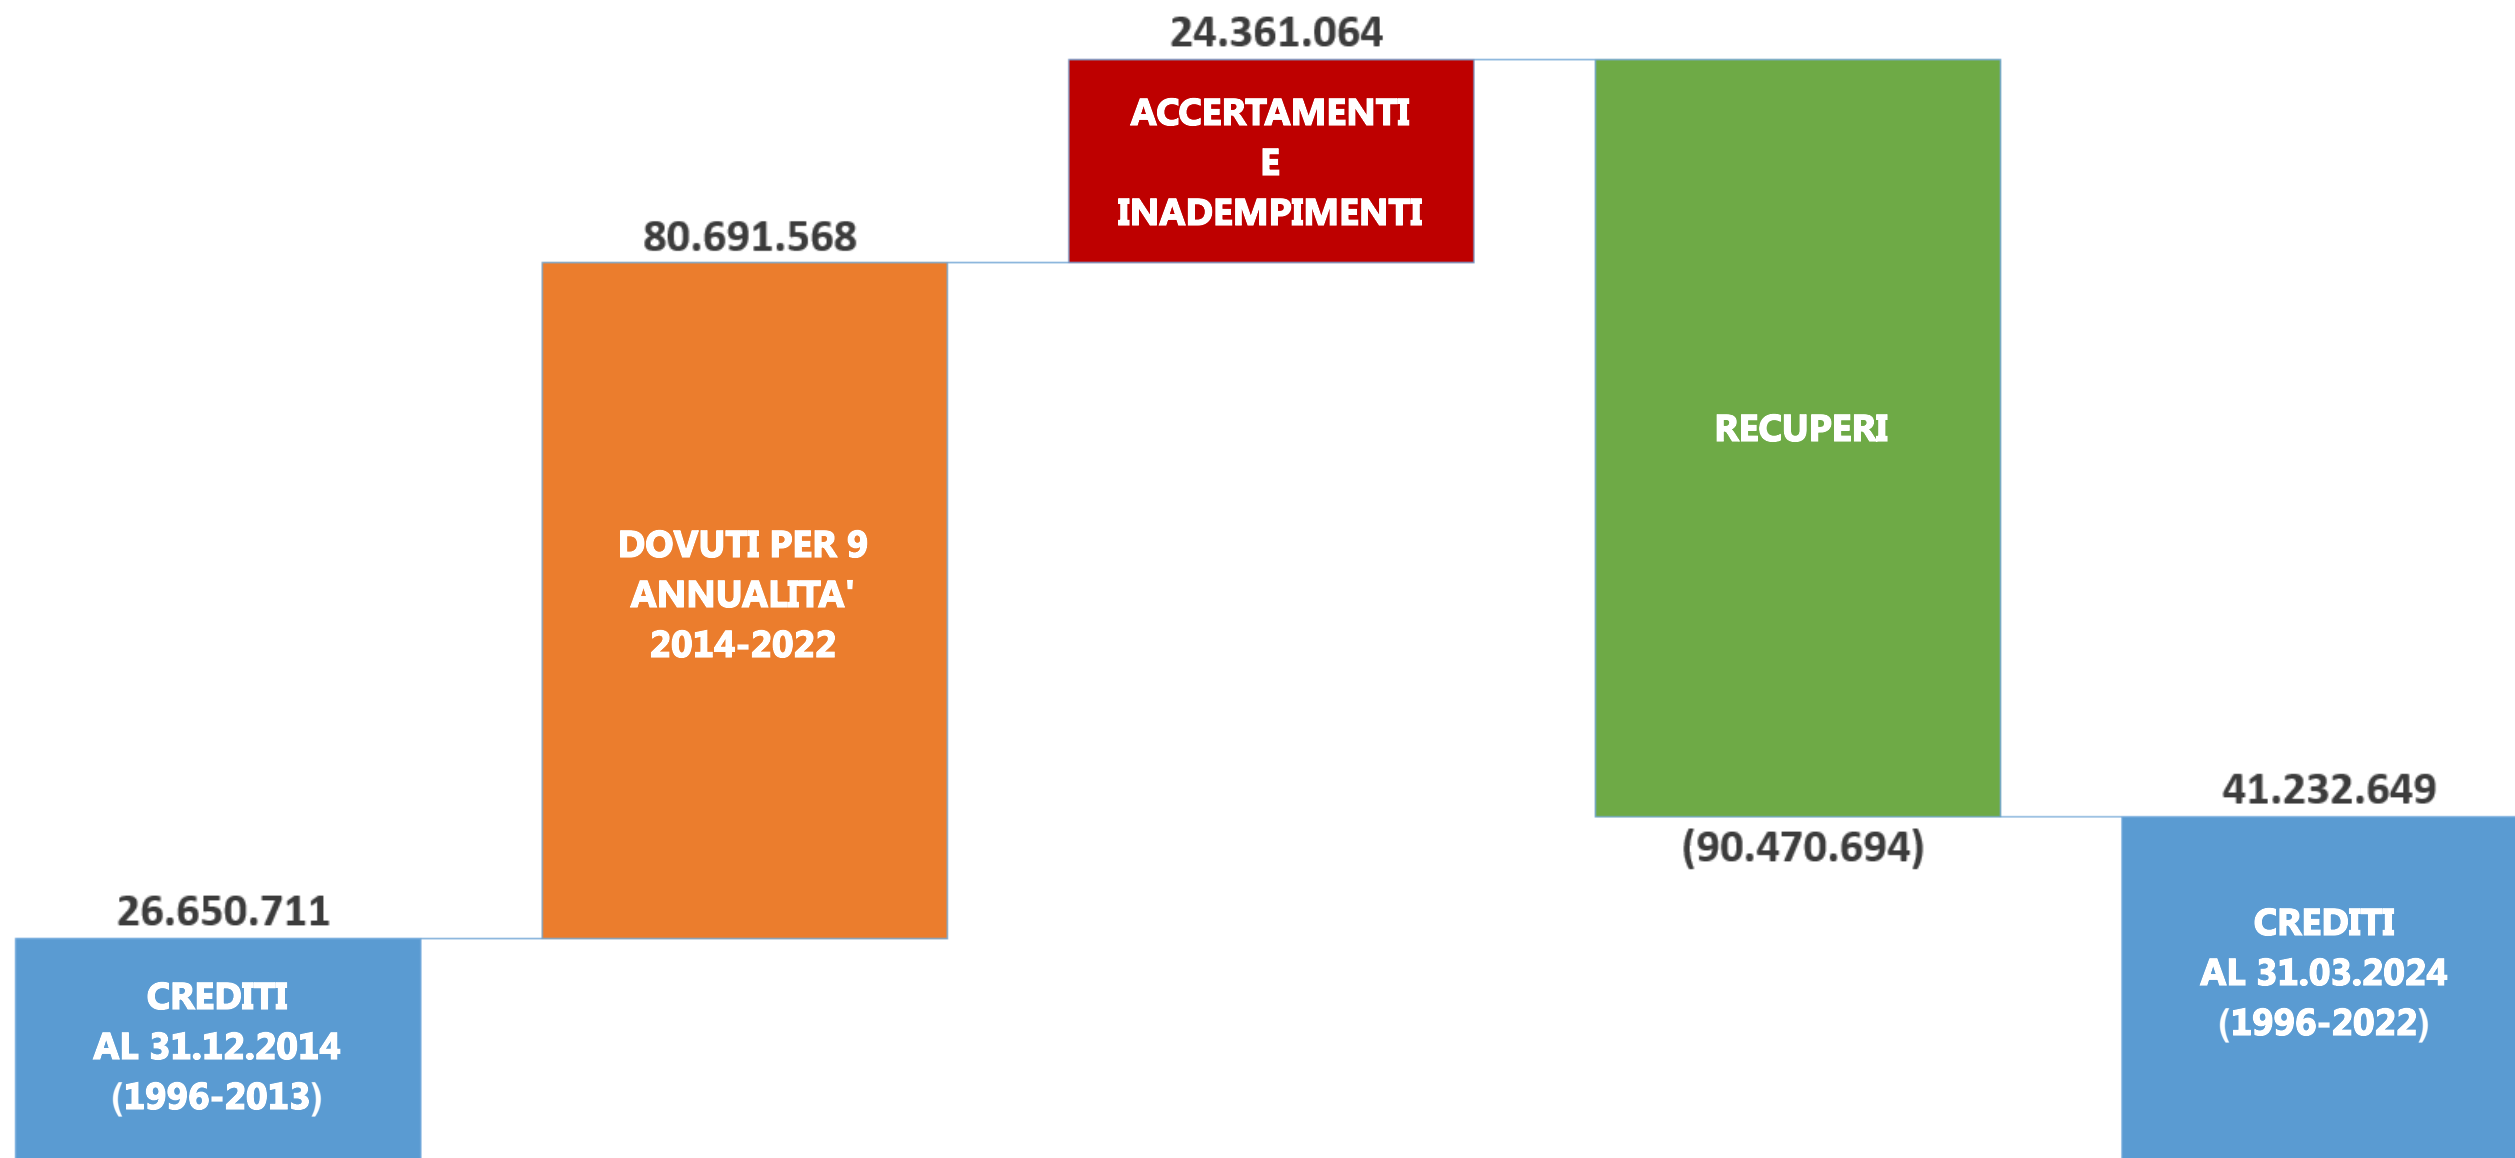 26.650.711
CREDITI
AL 31.12.2014
(1996-2013)
80.691.568
DOVUTI PER 9
ANNUALITA'
2014-2022
24.361.064
ACCERTAMENTI
E
INADEMPIMENTI
RECUPERI
(90.470.694)
41.232.649
CREDITI
AL 31.03.2024
(1996-2022)